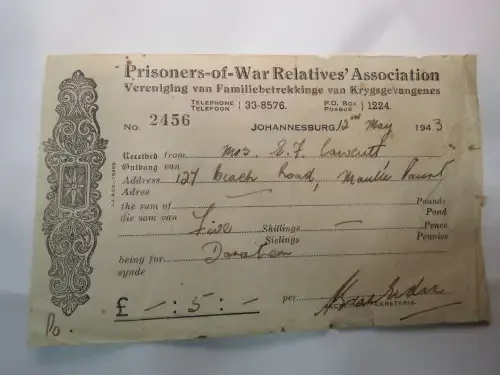 Prisoners-of-War Relatives' Association
Vereniging van Familiebetrekkinge van Krygsgevangenes
TELEPHONE TELEFOON 33-8576. P.O. BOX POSBUS 1224.
No. 2456 JOHANNESBURG, 12th May 1943
Received from Mrs. E. F.
Ontvang van
Address 127 Beach Road, Mouille Point
Adres —
the sum of Pounds
die som van Pond
Five Shillings — Pence
Sielings Pennies
being for Donation
synde
£ — : 5 : — per
SECRETARIS
Po.